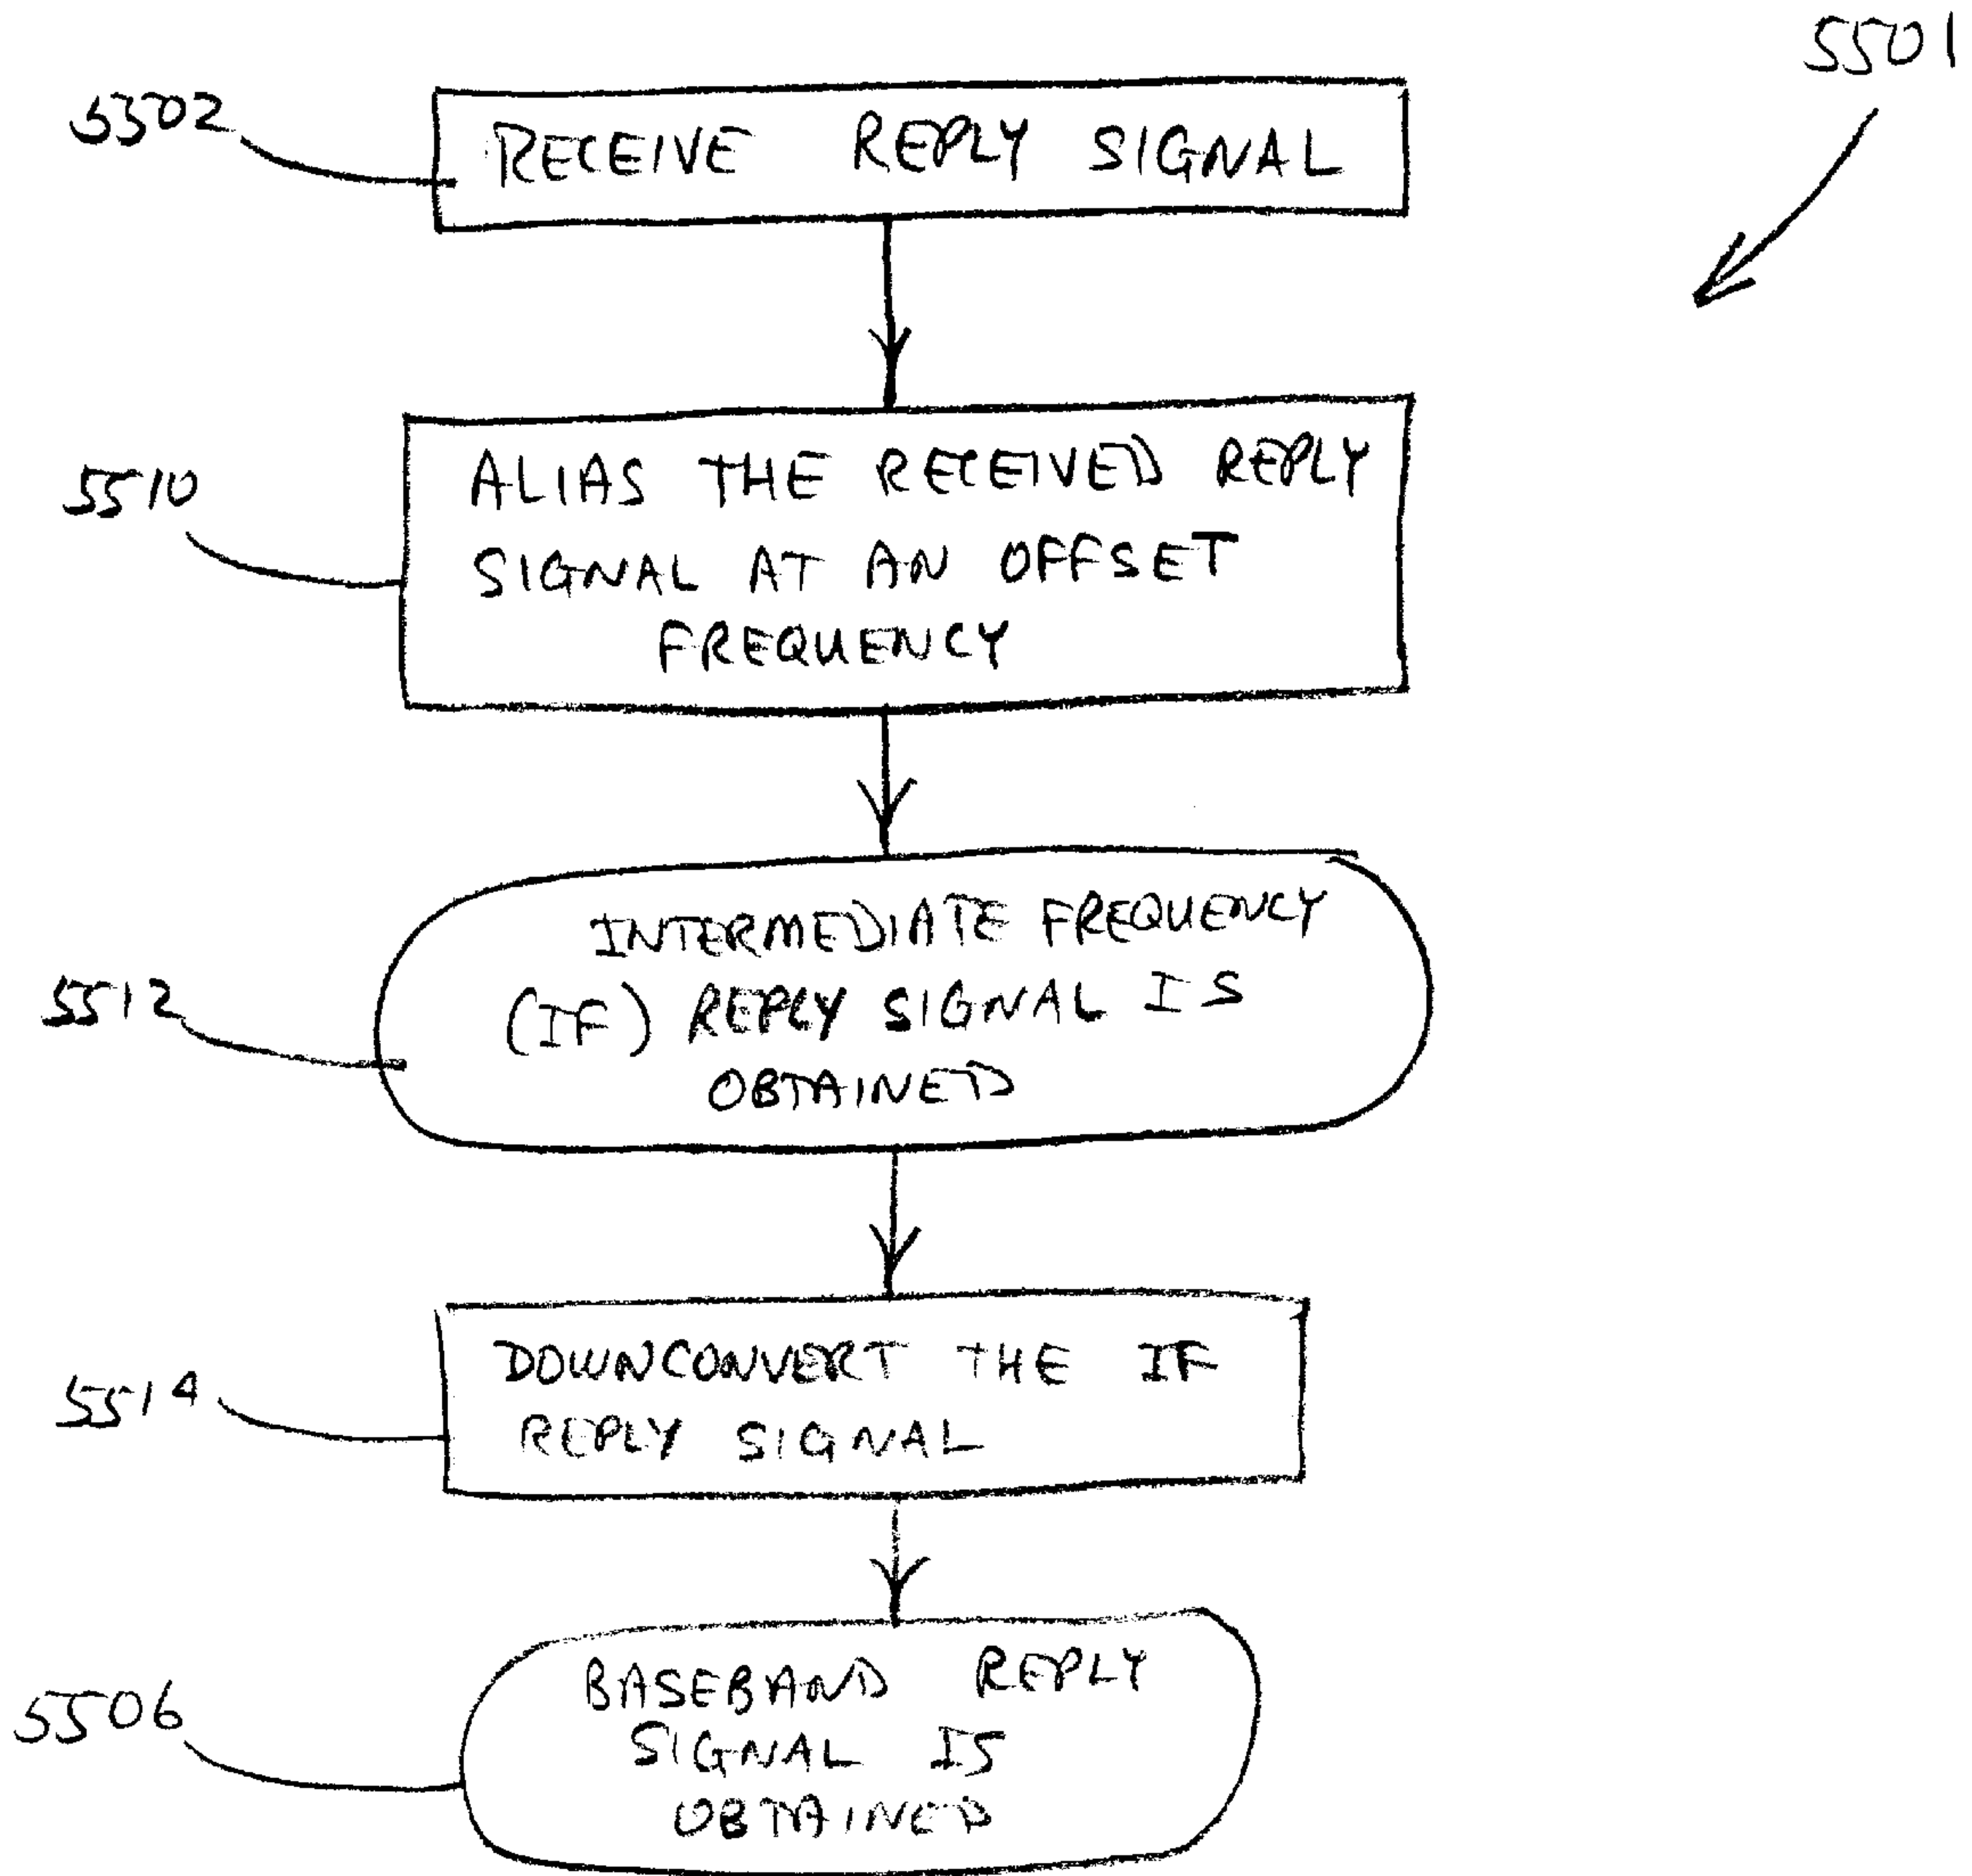 5501
5502
RECEIVE REPLY SIGNAL
5510
ALIAS THE RECEIVED REPLY
SIGNAL AT AN OFFSET
FREQUENCY
5512
INTERMEDIATE FREQUENCY
(IF) REPLY SIGNAL IS
OBTAINED
5514
DOWNCONVERT THE IF
REPLY SIGNAL
5506
BASEBAND REPLY
SIGNAL IS
OBTAINED